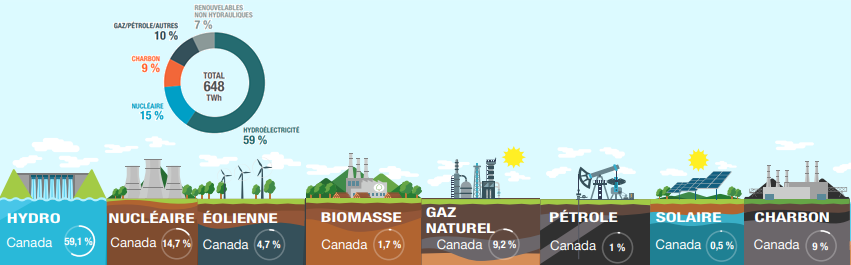 RENOUVELABLES
NON HYDRAULIQUES
7 %
GAZ/PÉTROLE/AUTRES
10 %
CHARBON
9 %
TOTAL
648
TWh
NUCLÉAIRE
15 %
HYDROÉLECTRICITÉ
59 %
HYDRO
Canada 59,1 %
NUCLÉAIRE
Canada 14,7 %
ÉOLIENNE
Canada 4,7 %
BIOMASSE
Canada 1,7 %
GAZ
NATUREL
Canada 9,2 %
PÉTROLE
Canada 1 %
SOLAIRE
Canada 0,5 %
CHARBON
Canada 9 %